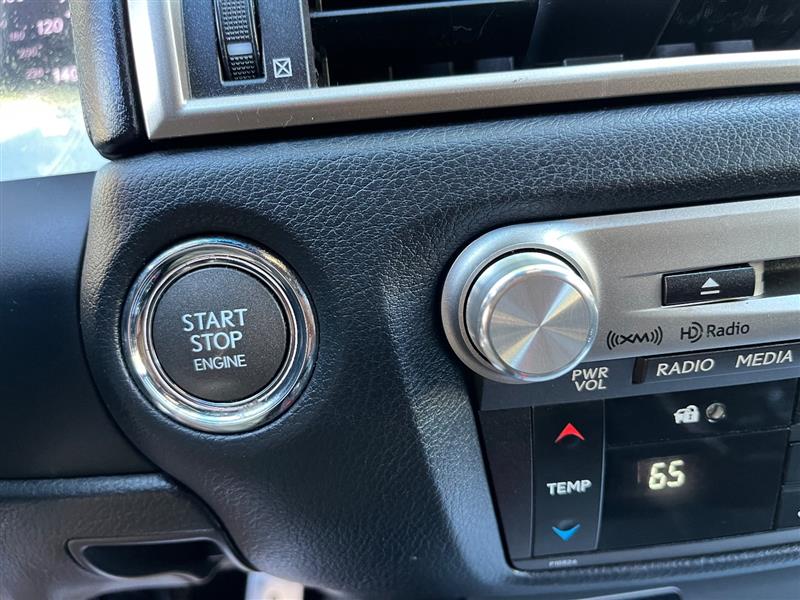 120
140
START
STOP
ENGINE
XM
HD Radio
PWR
VOL
RADIO
MEDIA
TEMP
65